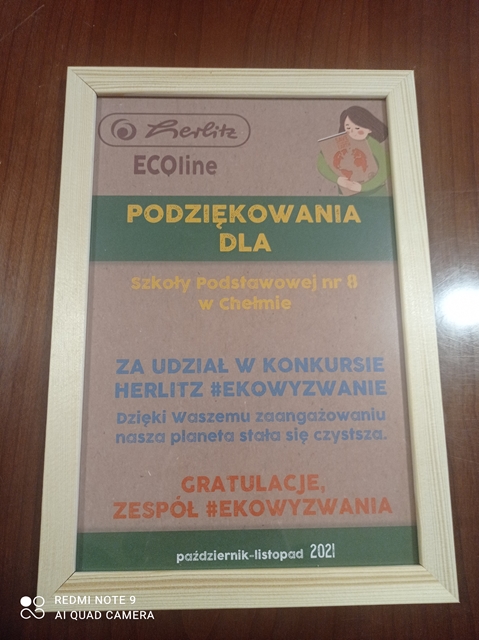 herlitz
ECOline
PODZIĘKOWANIA
DLA
Szkoły Podstawowej nr 8
w Chełmie
ZA UDZIAŁ W KONKURSIE
HERLITZ #EKOWYZWANIE
Dzięki Waszemu zaangażowaniu
nasza planeta stała się czystsza.
GRATULACJE,
ZESPÓŁ #EKOWYZWANIA
październik-listopad 2021
REDMI NOTE 9
AI QUAD CAMERA